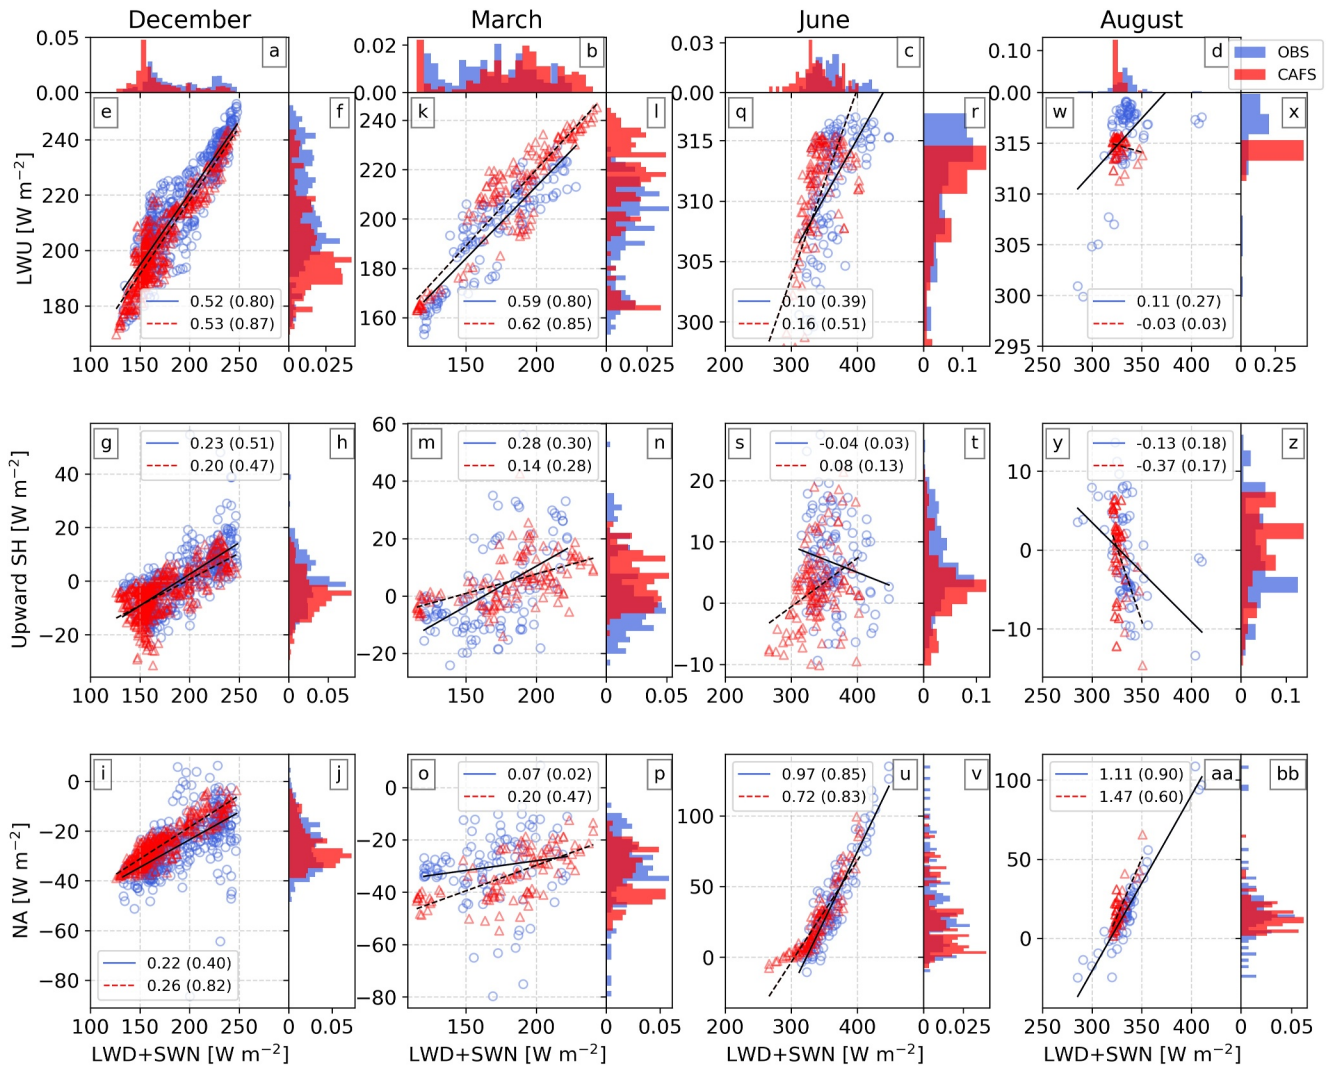 December
March
June
August
0.05
a
0.02
b
0.03
c
0.10
d
OBS
CAFS
0.00
0.00
0.00
0.00
LWU [W m−2]
e
240
220
200
180
0.52 (0.80)
0.53 (0.87)
100 150 200 250
f
0 0.025
k
240
220
200
180
160
0.59 (0.80)
0.62 (0.85)
150 200
l
0 0.025
q
315
310
305
300
0.10 (0.39)
0.16 (0.51)
200 300 400
r
0 0.1
w
315
310
305
300
295
0.11 (0.27)
-0.03 (0.03)
250 300 350 400
x
0 0.25
Upward SH [W m−2]
g
0.23 (0.51)
0.20 (0.47)
40
20
0
−20
100 150 200 250
h
0 0.05
m
0.28 (0.30)
0.14 (0.28)
60
40
20
0
−20
150 200
n
0 0.05
s
-0.04 (0.03)
0.08 (0.13)
20
10
0
−10
200 300 400
t
0 0.1
y
-0.13 (0.18)
-0.37 (0.17)
10
0
−10
250 300 350 400
z
0 0.1
NA [W m−2]
i
0
−20
−40
−60
−80
0.22 (0.40)
0.26 (0.82)
100 150 200 250
LWD+SWN [W m−2]
j
0 0.05
o
0.07 (0.02)
0.20 (0.47)
0
−20
−40
−60
−80
150 200
LWD+SWN [W m−2]
p
0 0.05
0.97 (0.85)
0.72 (0.83)
u
100
50
0
200 300 400
LWD+SWN [W m−2]
v
0 0.025
1.11 (0.90)
1.47 (0.60)
aa
100
50
0
250 300 350 400
LWD+SWN [W m−2]
bb
0 0.05